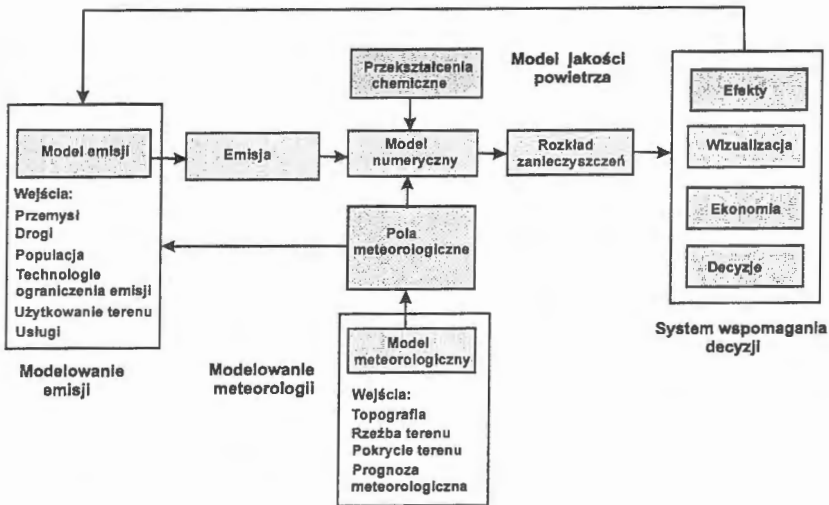 Przekształcenia
chemiczne
Model jakości
powietrza
Efekty
Model emisji
Emisja
Model
numeryczny
Rozkład
zanieczyszczeń
Wizualizacja
Wejścia:
Przemysł
Drogi
Populacja
Technologie
ograniczenia emisji
Użytkowanie terenu
Usługi
Pola
meteorologiczne
Ekonomia
Decyzje
System wspomagania
decyzji
Modelowanie
emisji
Modelowanie
meteorologii
Model
meteorologiczny
Wejścia:
Topografia
Rzeźba terenu
Pokrycie terenu
Prognoza
meteorologiczna